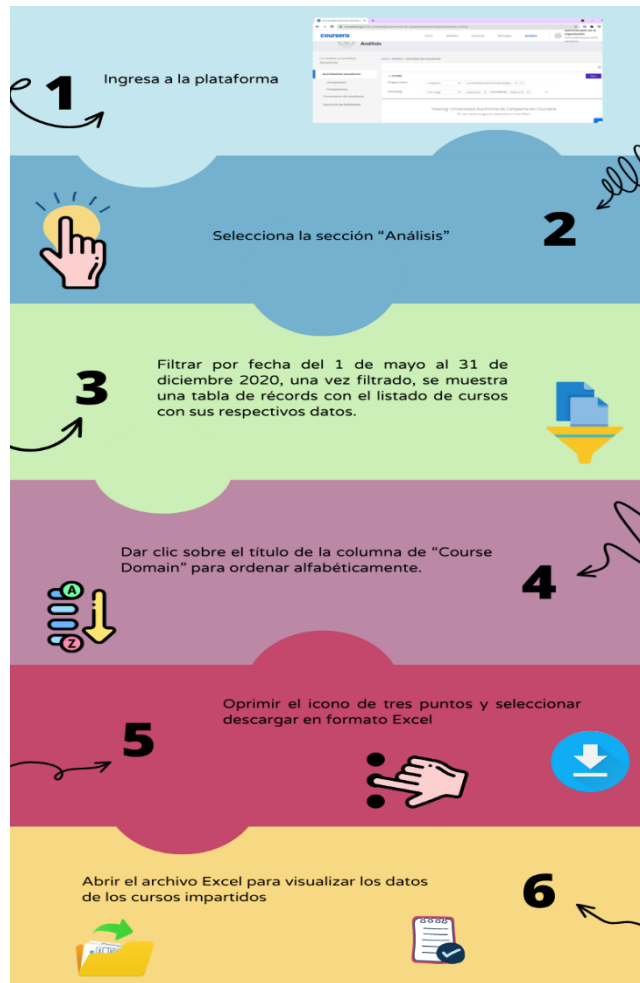 coursera
Análisis
1
Ingresa a la plataforma
Selecciona la sección “Análisis”
2
3
Filtrar por fecha del 1 de mayo al 31 de
diciembre 2020, una vez filtrado, se muestra
una tabla de récords con el listado de cursos
con sus respectivos datos.
Dar clic sobre el título de la columna de “Course
Domain” para ordenar alfabéticamente.
4
A
Z
Oprimir el icono de tres puntos y seleccionar
descargar en formato Excel
5
Abrir el archivo Excel para visualizar los datos
de los cursos impartidos
6